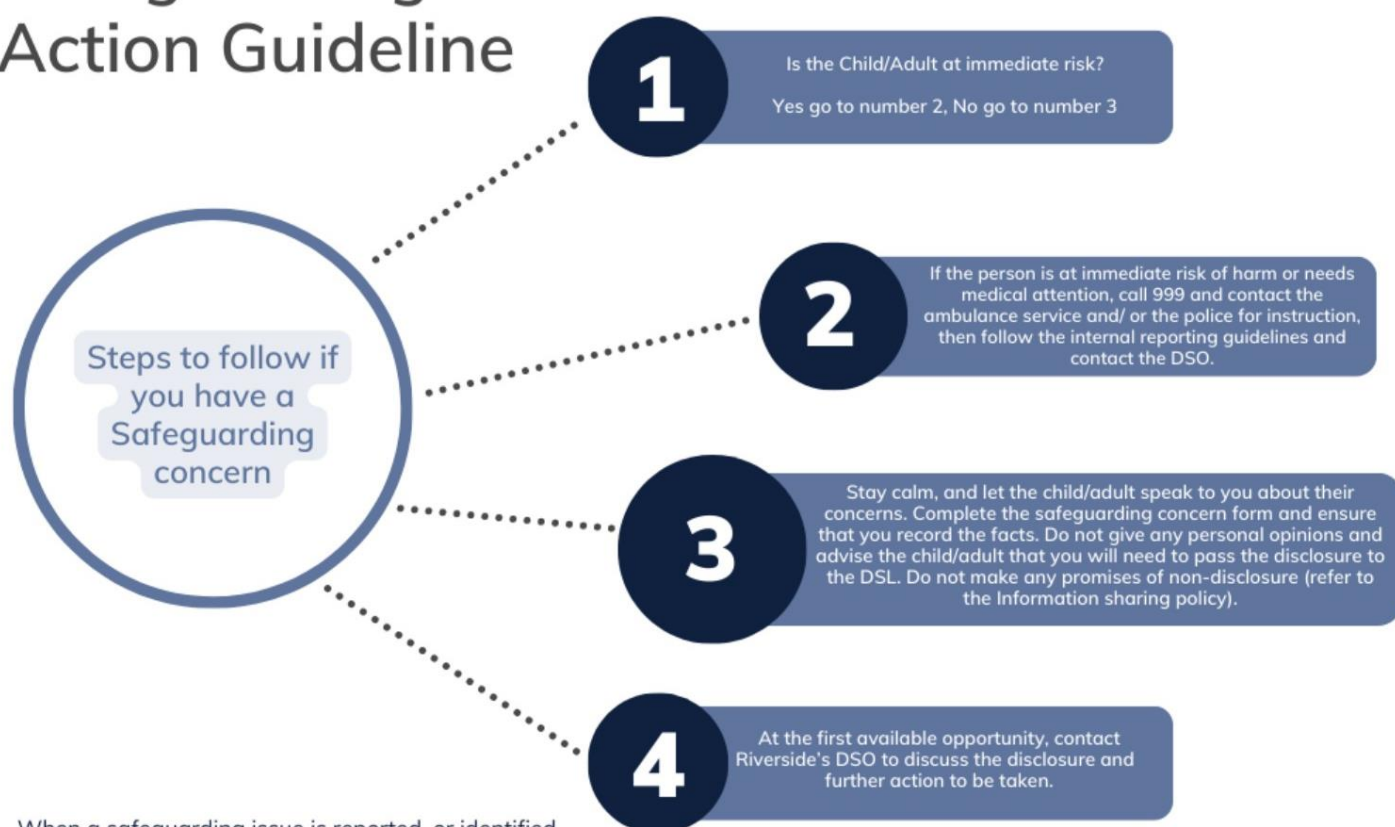 Action Guideline
1
Is the Child/Adult at immediate risk?
Yes go to number 2, No go to number 3
Steps to follow if
you have a
Safeguarding
concern
2
If the person is at immediate risk of harm or needs
medical attention, call 999 and contact the
ambulance service and/ or the police for instruction,
then follow the internal reporting guidelines and
contact the DSO.
3
Stay calm, and let the child/adult speak to you about their
concerns. Complete the safeguarding concern form and ensure
that you record the facts. Do not give any personal opinions and
advise the child/adult that you will need to pass the disclosure to
the DSL. Do not make any promises of non-disclosure (refer to
the Information sharing policy).
4
At the first available opportunity, contact
Riverside's DSO to discuss the disclosure and
further action to be taken.
When a safeguarding issue is reported, or identified